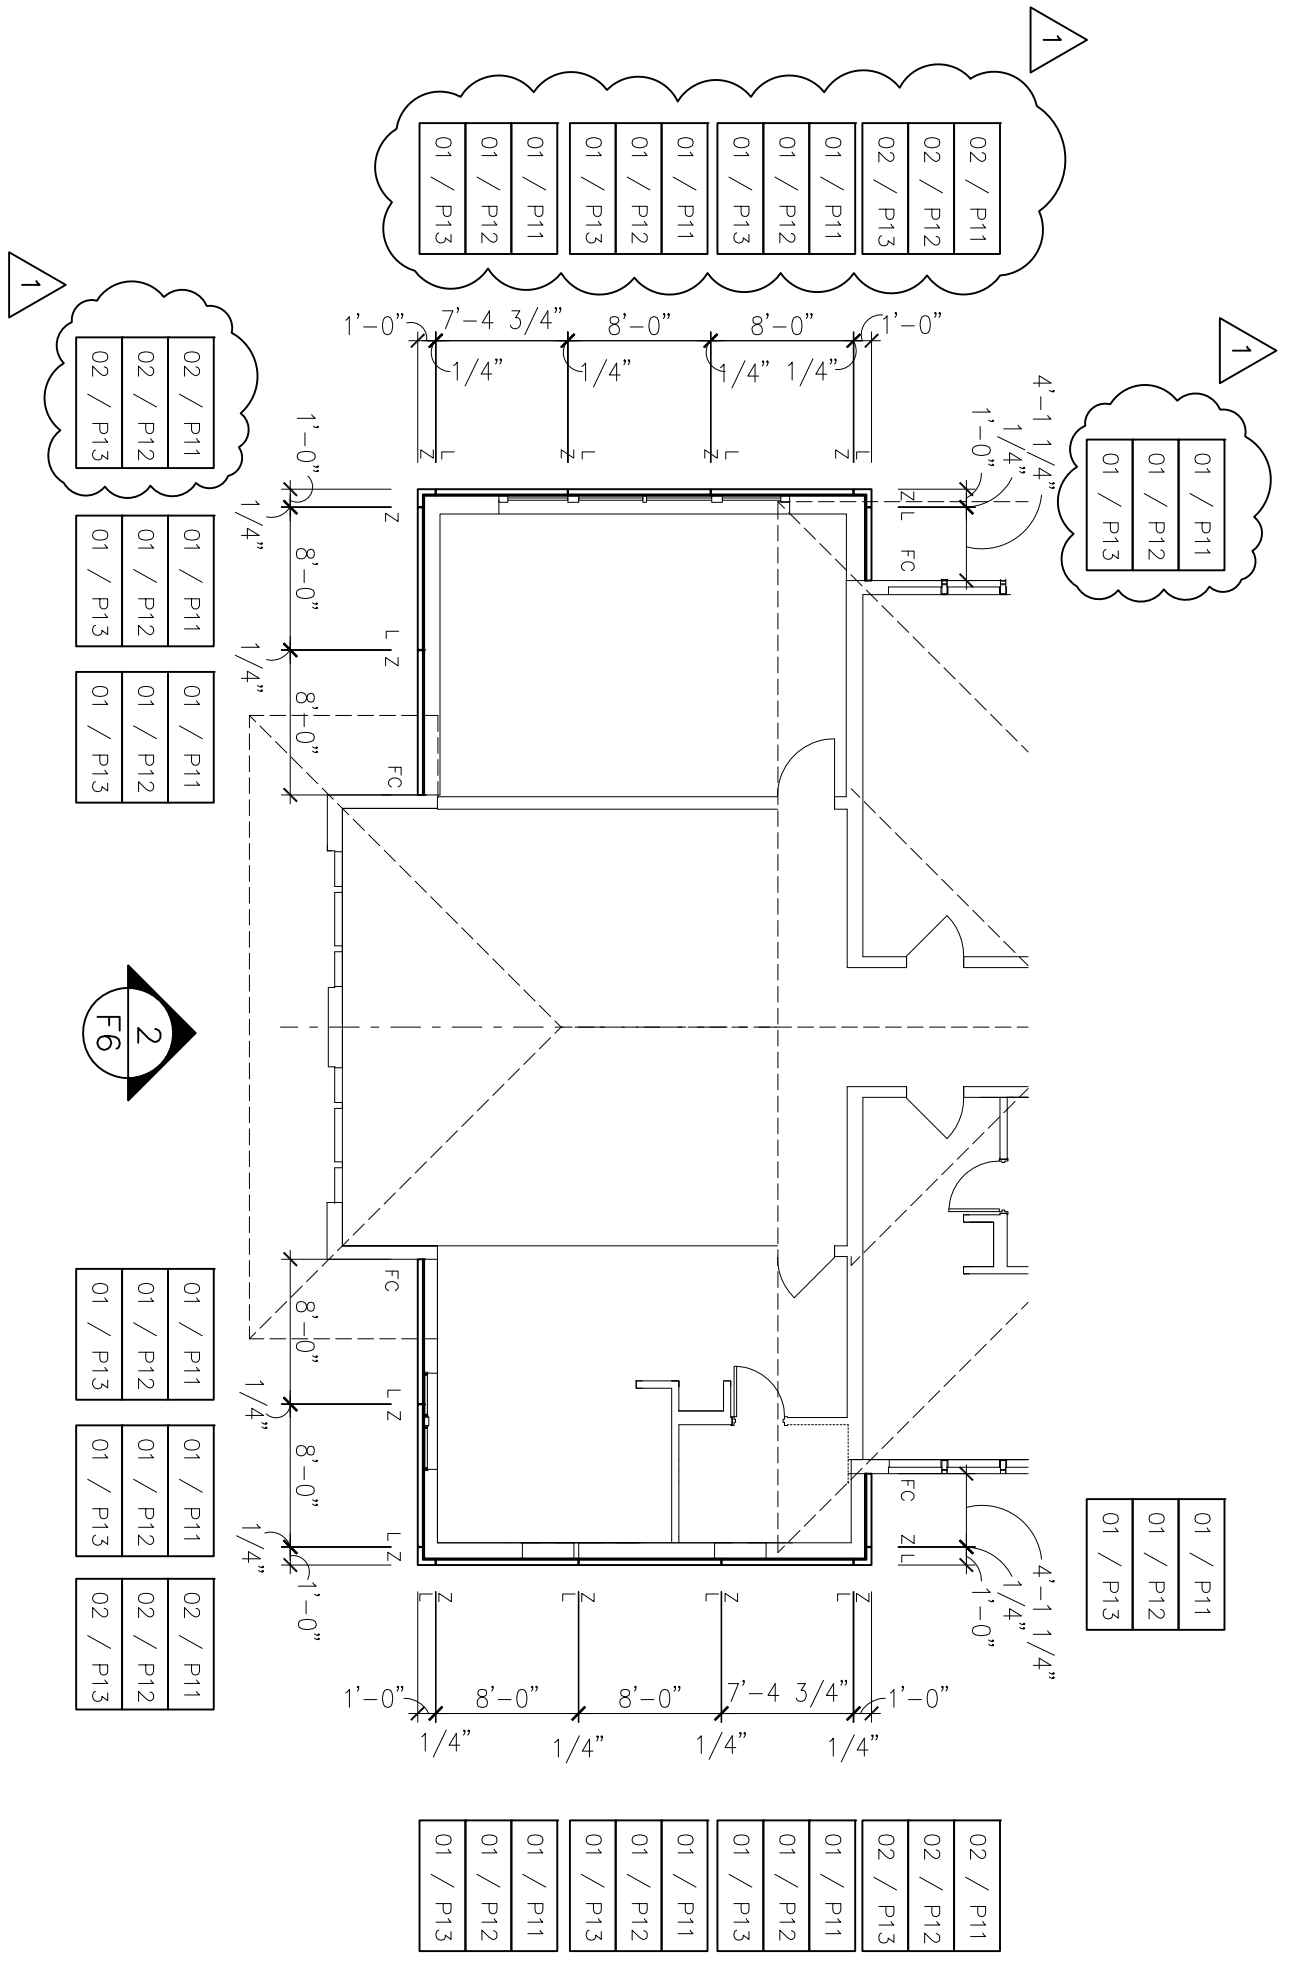 1
01 / P13
01 / P12
01 / P11
01 / P13
01 / P12
01 / P11
01 / P13
01 / P12
01 / P11
02 / P13
02 / P12
02 / P11
1
1
1'-0"
7'-4 3/4"
8'-0"
8'-0"
1'-0"
1/4"
1/4"
1/4"
1/4"
02 / P13
02 / P12
02 / P11
4'-1 1/4"
1/4"
1'-0"
01 / P13
01 / P12
01 / P11
Z
L
Z
L
Z
L
Z
L
1'-0"
1/4"
Z
Z
L
FC
01 / P13
01 / P12
01 / P11
8'-0"
1/4"
L
Z
01 / P13
01 / P12
01 / P11
8'-0"
FC
2
F6
01 / P13
01 / P12
01 / P11
FC
8'-0"
1/4"
L
Z
01 / P13
01 / P12
01 / P11
8'-0"
1/4"
L
Z
1'-0"
FC
Z
L
4'-1 1/4"
1/4"
1'-0"
01 / P13
01 / P12
01 / P11
02 / P13
02 / P12
02 / P11
L
Z
L
Z
L
Z
L
Z
1'-0"
8'-0"
8'-0"
7'-4 3/4"
1'-0"
1/4"
1/4"
1/4"
1/4"
01 / P13
01 / P12
01 / P11
01 / P13
01 / P12
01 / P11
01 / P13
01 / P12
01 / P11
02 / P13
02 / P12
02 / P11